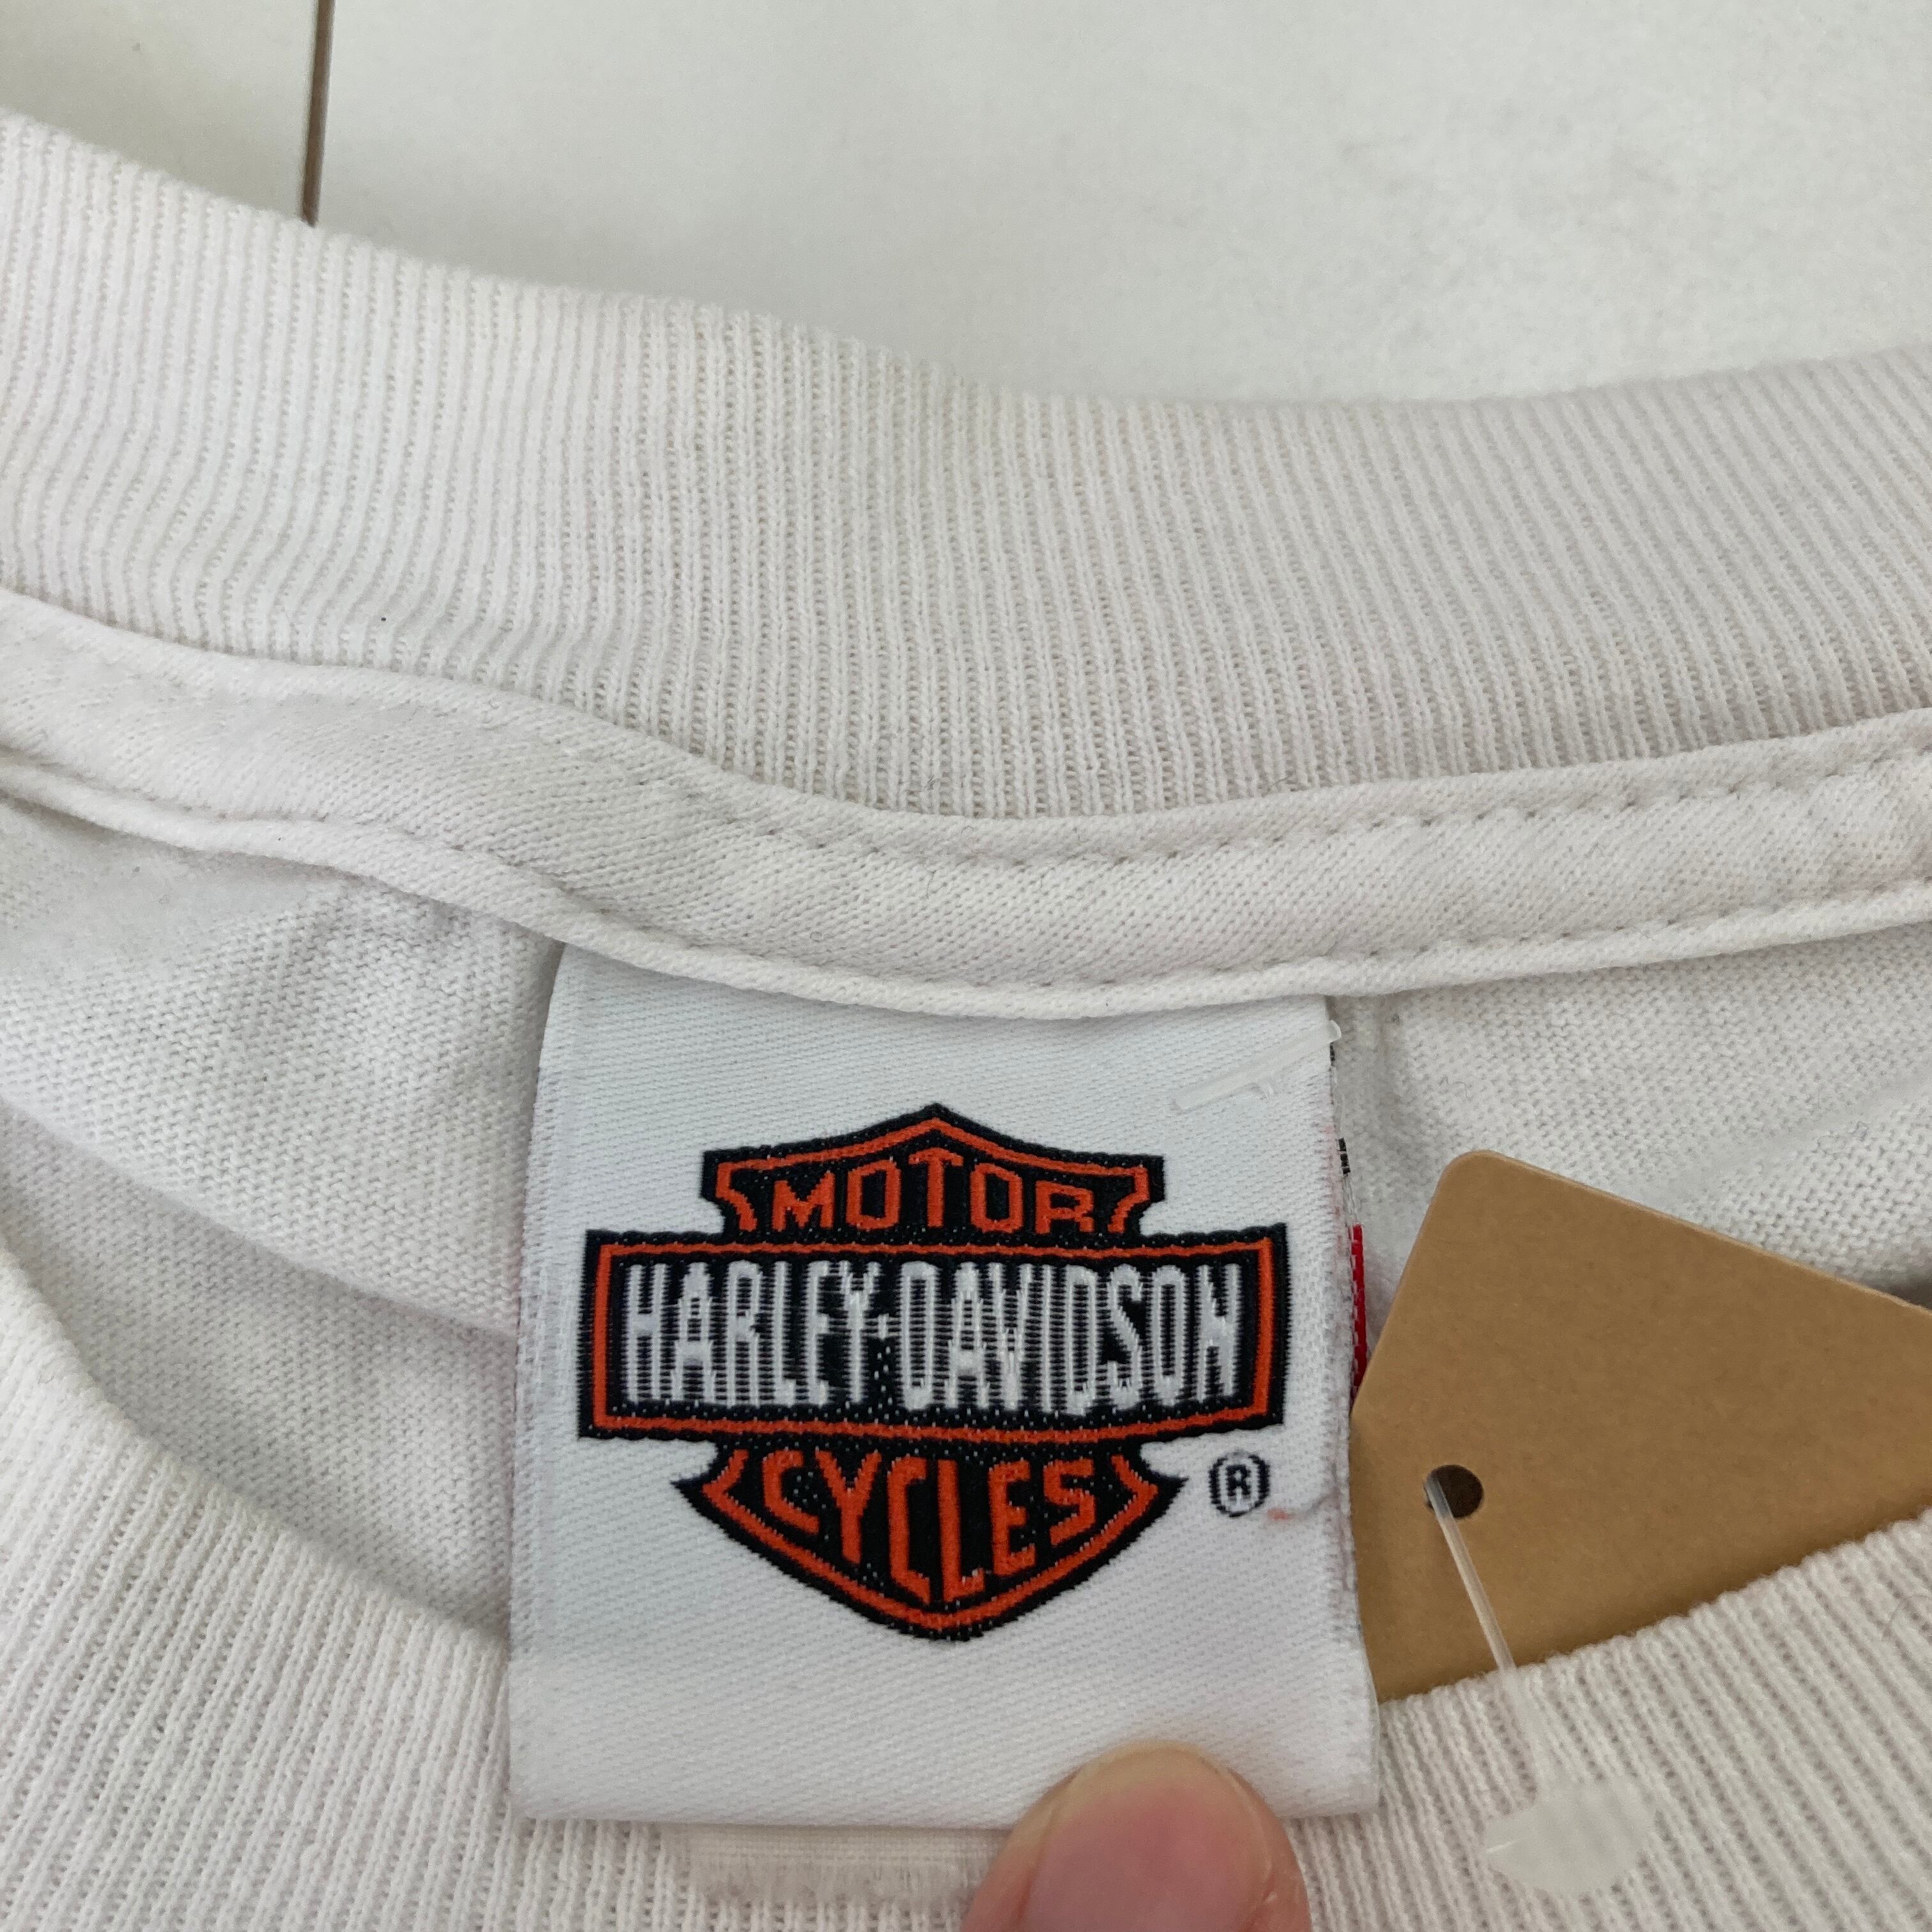 MOTOR
HARLEY-DAVIDSON
CYCLES
®